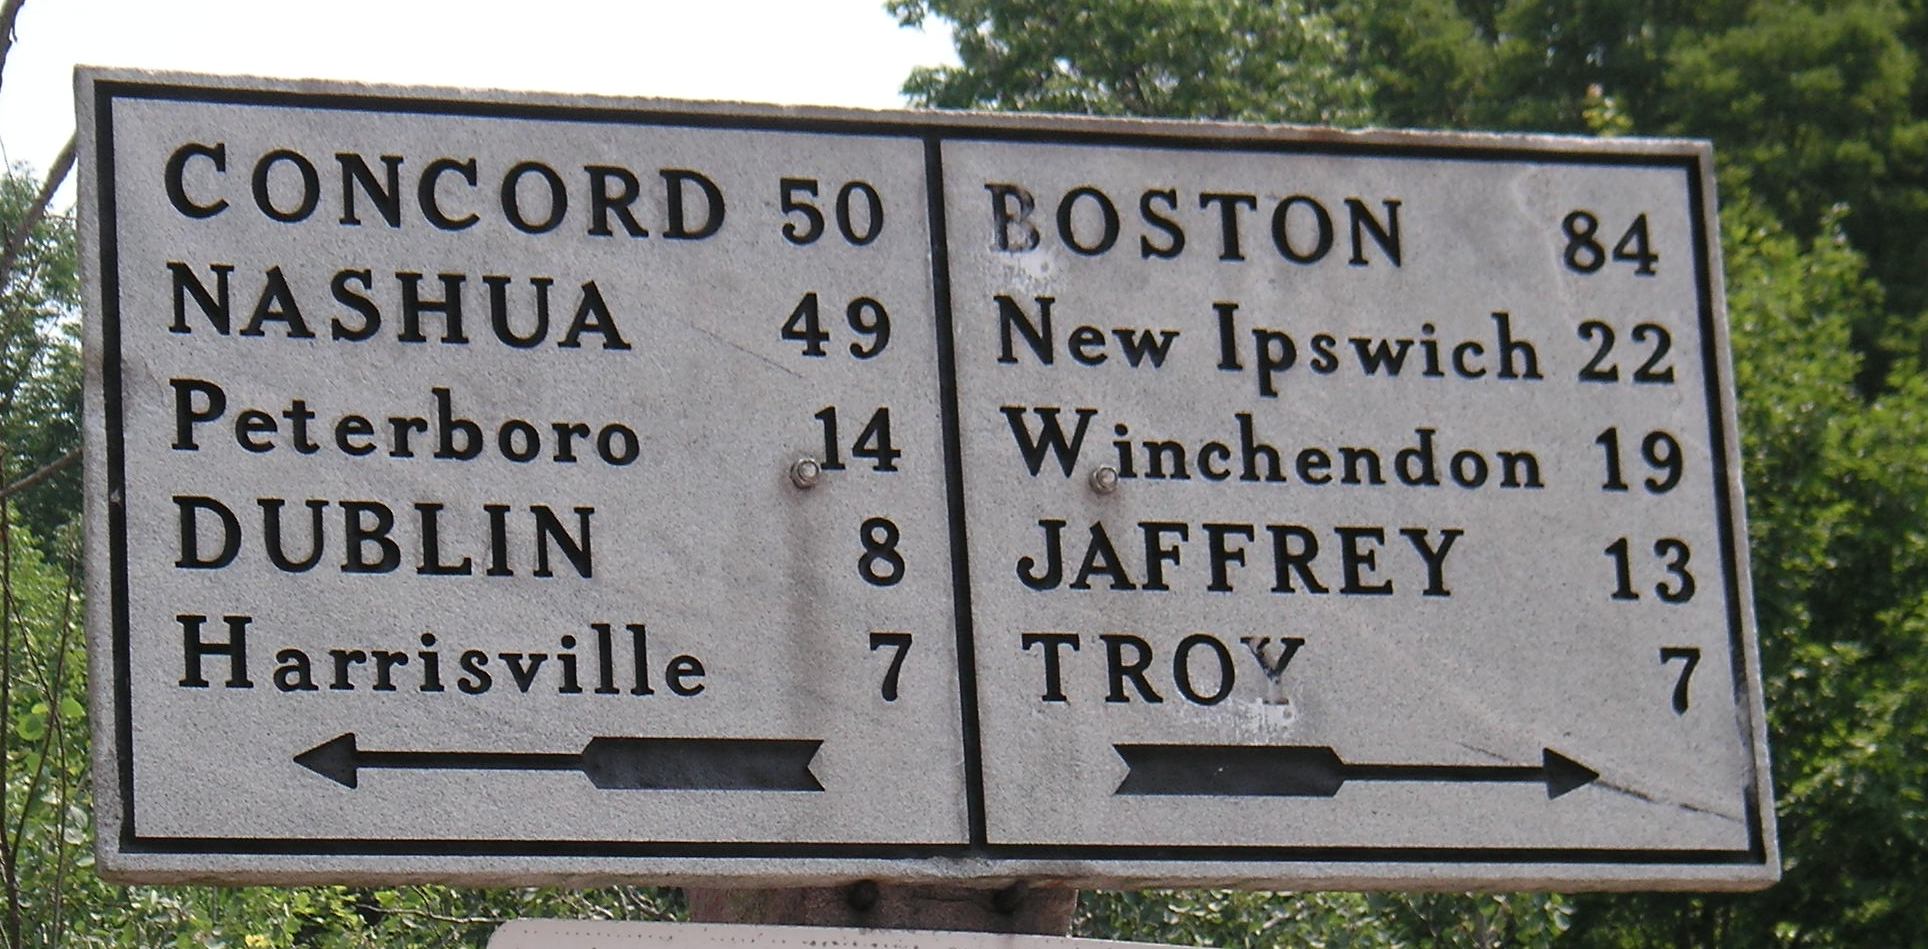 CONCORD 50
NASHUA 49
Peterboro 14
DUBLIN 8
Harrisville 7
BOSTON 84
New Ipswich 22
Winchendon 19
JAFFREY 13
TROY 7